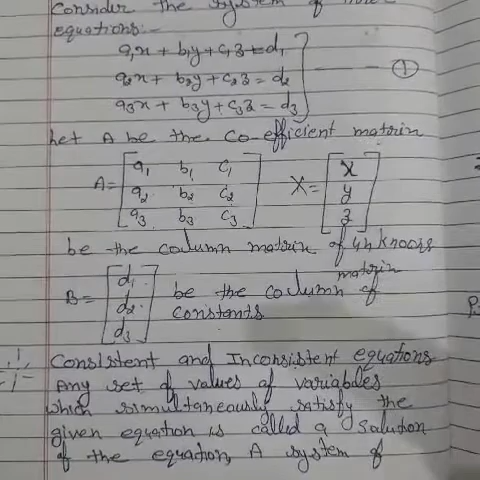 Consider the system of
equations:-
a₁x + b₁y + c₁z = d₁
a₂x + b₂y + c₂z = d₂ ①
a₃x + b₃y + c₃z = d₃
Let A be the co-efficient matrix
A = [a₁ b₁ c₁ X = [x
a₂ b₂ c₂ y
a₃ b₃ c₃] z]
be the column matrix of unknowns
B = [d₁ be the column matrix of
d₂ constants
d₃]
Consistent and Inconsistent equations
Any set of values of variables
which simultaneously satisfy the
given equation is called a solution
of the equation, A system of